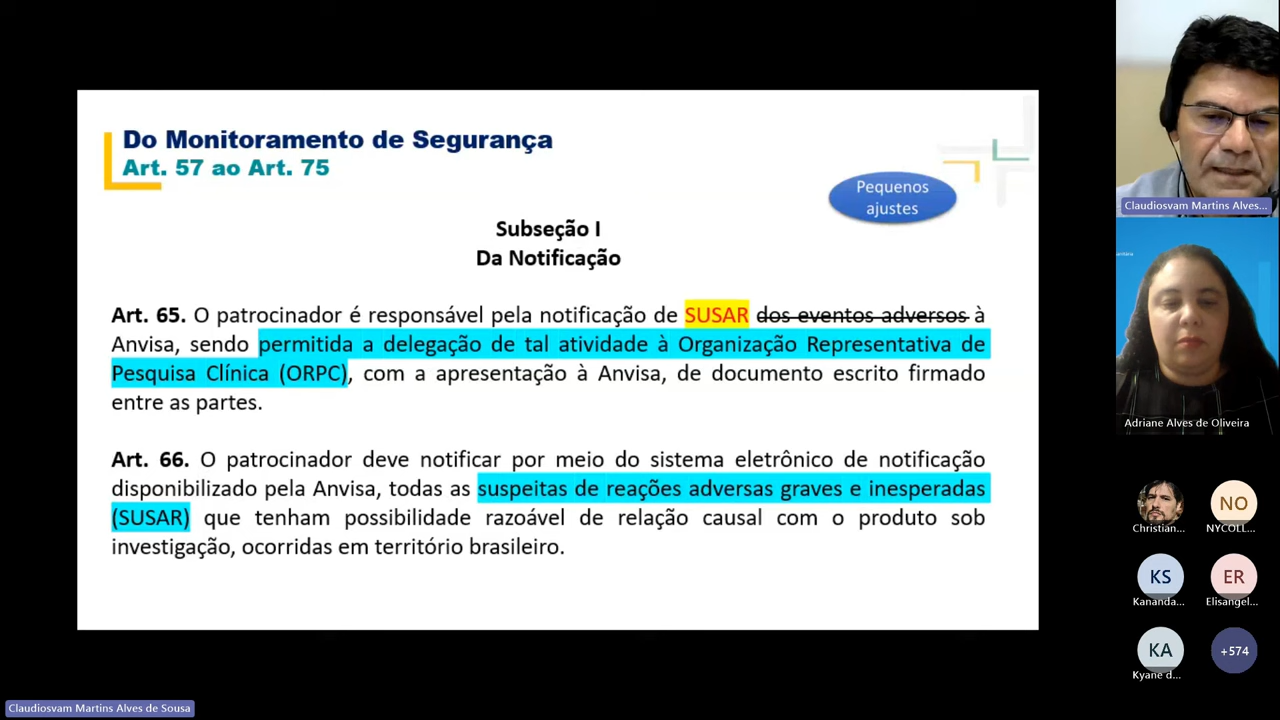 Do Monitoramento de Segurança
Art. 57 ao Art. 75
Pequenos
ajustes
Subseção I
Da Notificação
Art. 65. O patrocinador é responsável pela notificação de SUSAR dos eventos adversos à
Anvisa, sendo permitida a delegação de tal atividade à Organização Representativa de
Pesquisa Clínica (ORPC), com a apresentação à Anvisa, de documento escrito firmado
entre as partes.
Art. 66. O patrocinador deve notificar por meio do sistema eletrônico de notificação
disponibilizado pela Anvisa, todas as suspeitas de reações adversas graves e inesperadas
(SUSAR) que tenham possibilidade razoável de relação causal com o produto sob
investigação, ocorridas em território brasileiro.
Claudiosvam Martins Alves...
Adriane Alves de Oliveira
Christian...
NO
NYCOLL...
KS
Kananda...
ER
Elisangel...
KA
Kyane d...
+574
Claudiosvam Martins Alves de Sousa